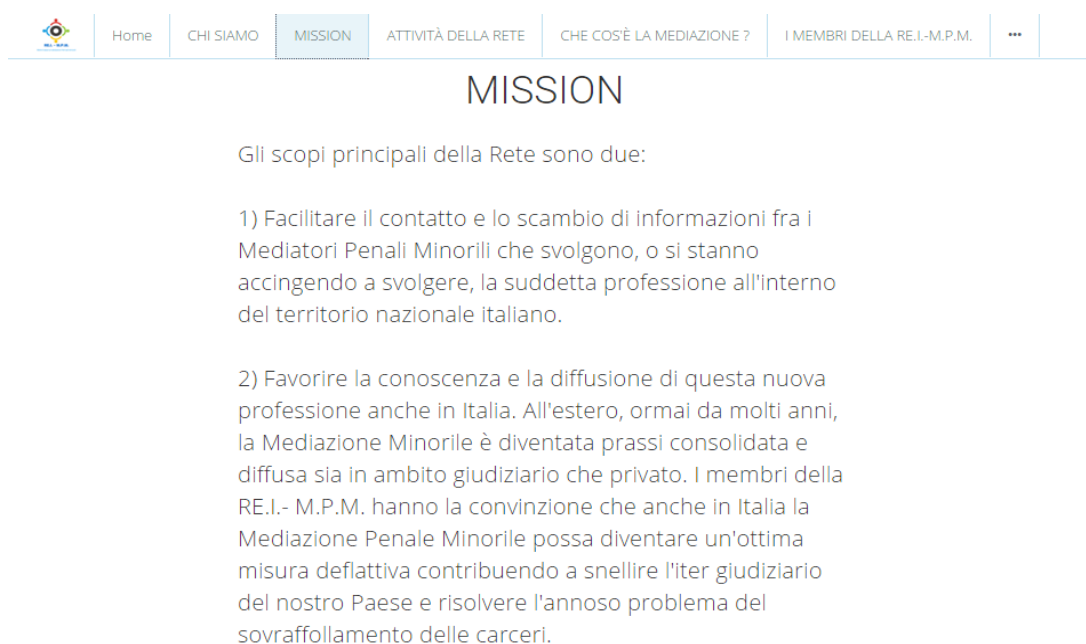 Home CHI SIAMO MISSION ATTIVITÀ DELLA RETE CHE COS'È LA MEDIAZIONE ? I MEMBRI DELLA RE.I.-M.P.M. •••
MISSION
Gli scopi principali della Rete sono due:
1) Facilitare il contatto e lo scambio di informazioni fra i
Mediatori Penali Minorili che svolgono, o si stanno
accingendo a svolgere, la suddetta professione all'interno
del territorio nazionale italiano.
2) Favorire la conoscenza e la diffusione di questa nuova
professione anche in Italia. All'estero, ormai da molti anni,
la Mediazione Minorile è diventata prassi consolidata e
diffusa sia in ambito giudiziario che privato. I membri della
RE.I.- M.P.M. hanno la convinzione che anche in Italia la
Mediazione Penale Minorile possa diventare un'ottima
misura deflattiva contribuendo a snellire l'iter giudiziario
del nostro Paese e risolvere l'annoso problema del
sovraffollamento delle carceri.